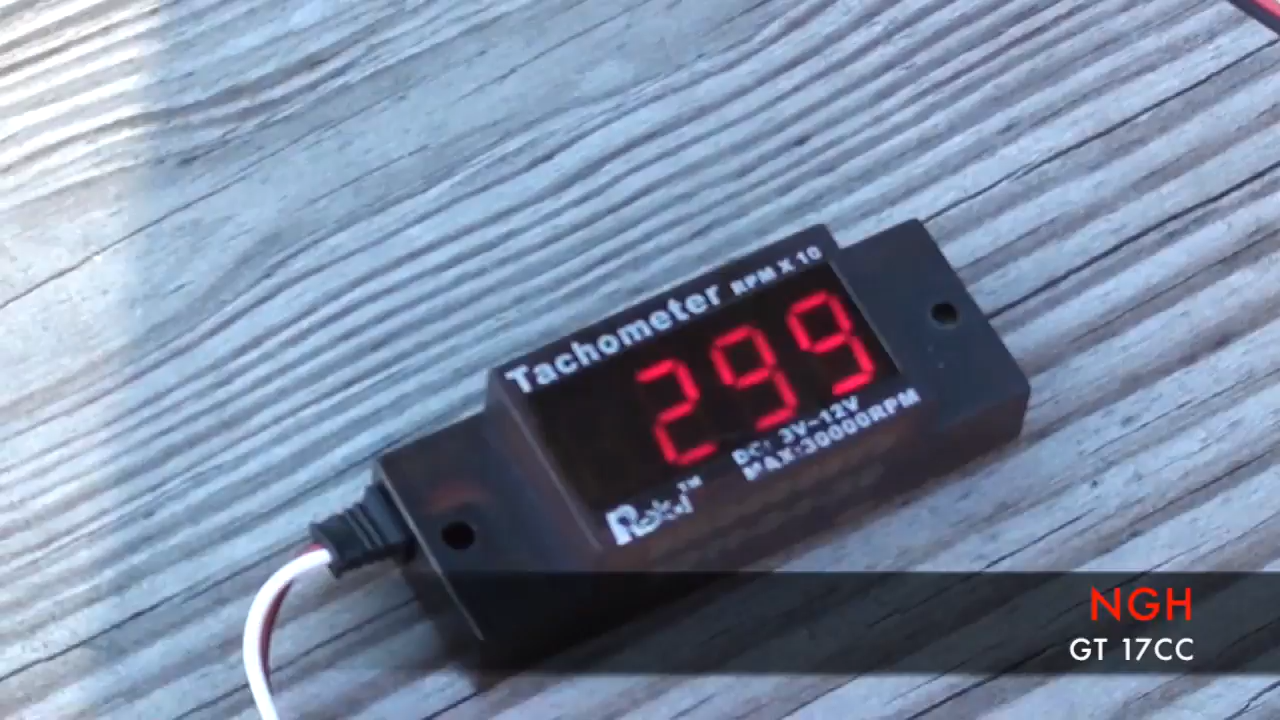 Tachometer RPM X 10
299
DC: 3V~12V
MAX:30000RPM
TM
NGH
GT 17CC